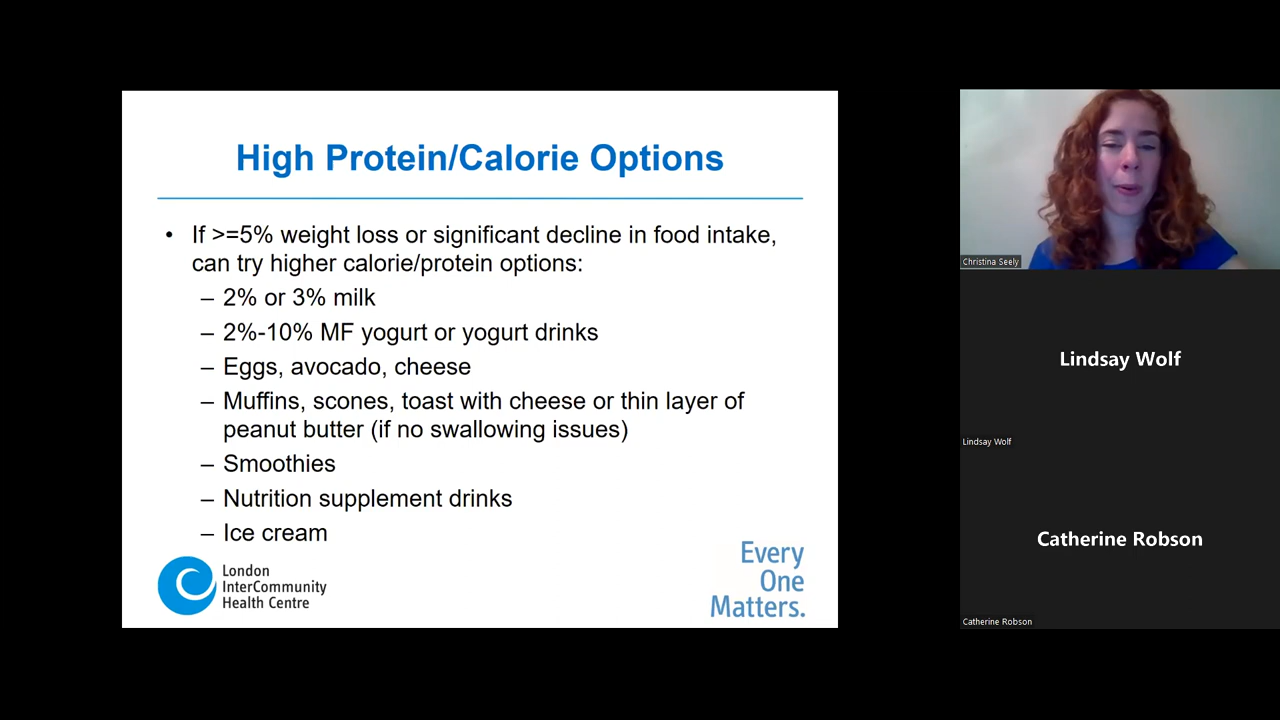 High Protein/Calorie Options
• If >=5% weight loss or significant decline in food intake,
can try higher calorie/protein options:
– 2% or 3% milk
– 2%-10% MF yogurt or yogurt drinks
– Eggs, avocado, cheese
– Muffins, scones, toast with cheese or thin layer of
peanut butter (if no swallowing issues)
– Smoothies
– Nutrition supplement drinks
– Ice cream
London
InterCommunity
Health Centre
Every
One
Matters.
Christina Seely
Lindsay Wolf
Lindsay Wolf
Catherine Robson
Catherine Robson